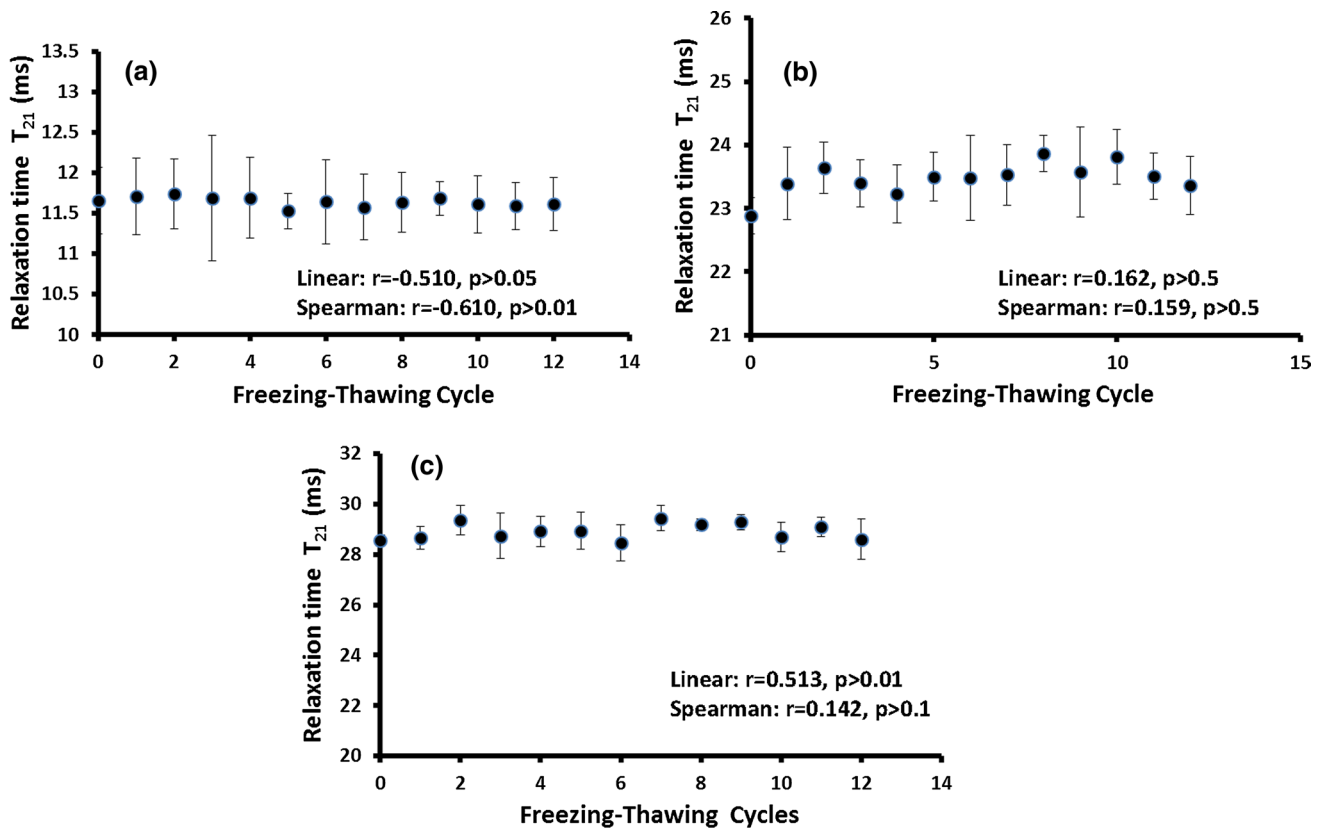 (a)
Relaxation time T21 (ms)
13.5
13
12.5
12
11.5
11
10.5
10
Linear: r=-0.510, p>0.05
Spearman: r=-0.610, p>0.01
0 2 4 6 8 10 12 14
Freezing-Thawing Cycle
(b)
Relaxation time T21 (ms)
26
25
24
23
22
21
Linear: r=0.162, p>0.5
Spearman: r=0.159, p>0.5
0 5 10 15
Freezing-Thawing Cycle
(c)
Relaxation time T21 (ms)
32
30
28
26
24
22
20
Linear: r=0.513, p>0.01
Spearman: r=0.142, p>0.1
0 2 4 6 8 10 12 14
Freezing-Thawing Cycles